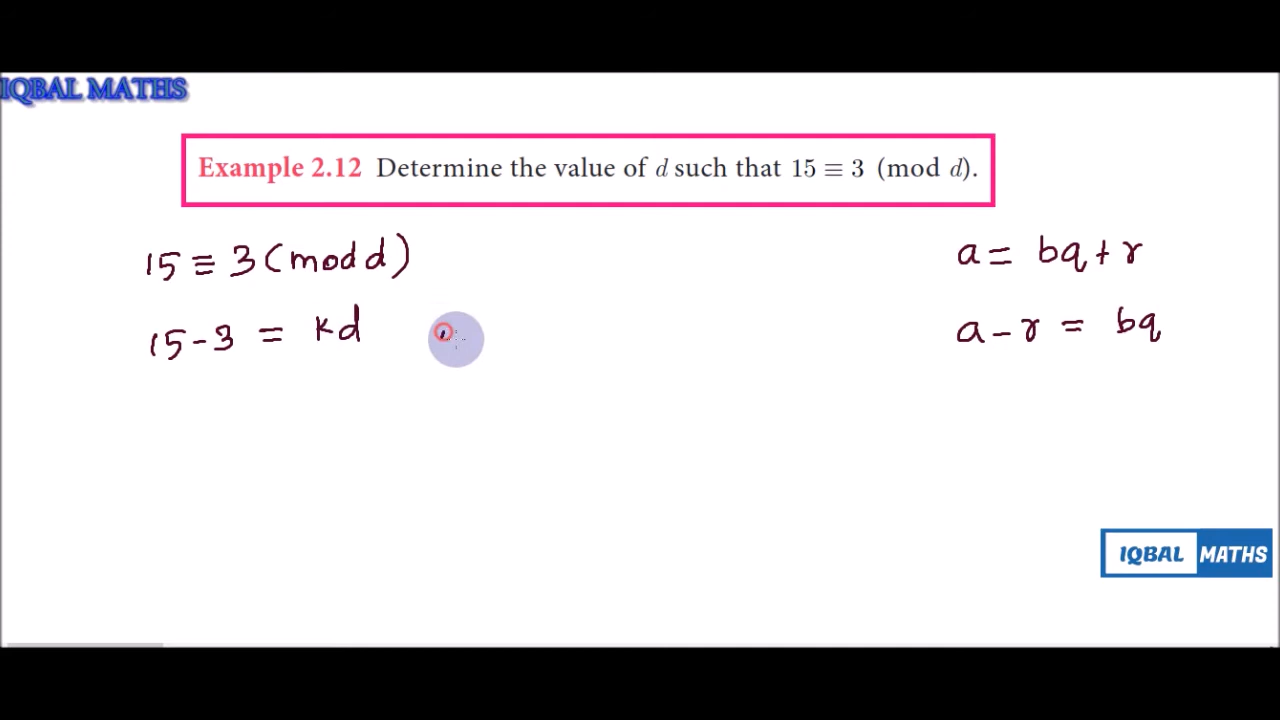 IQBAL MATHS
Example 2.12 Determine the value of d such that 15 ≡ 3 (mod d).
15 ≡ 3 (mod d)
a = bq + r
15 - 3 = kd
a - r = bq
IQBAL MATHS